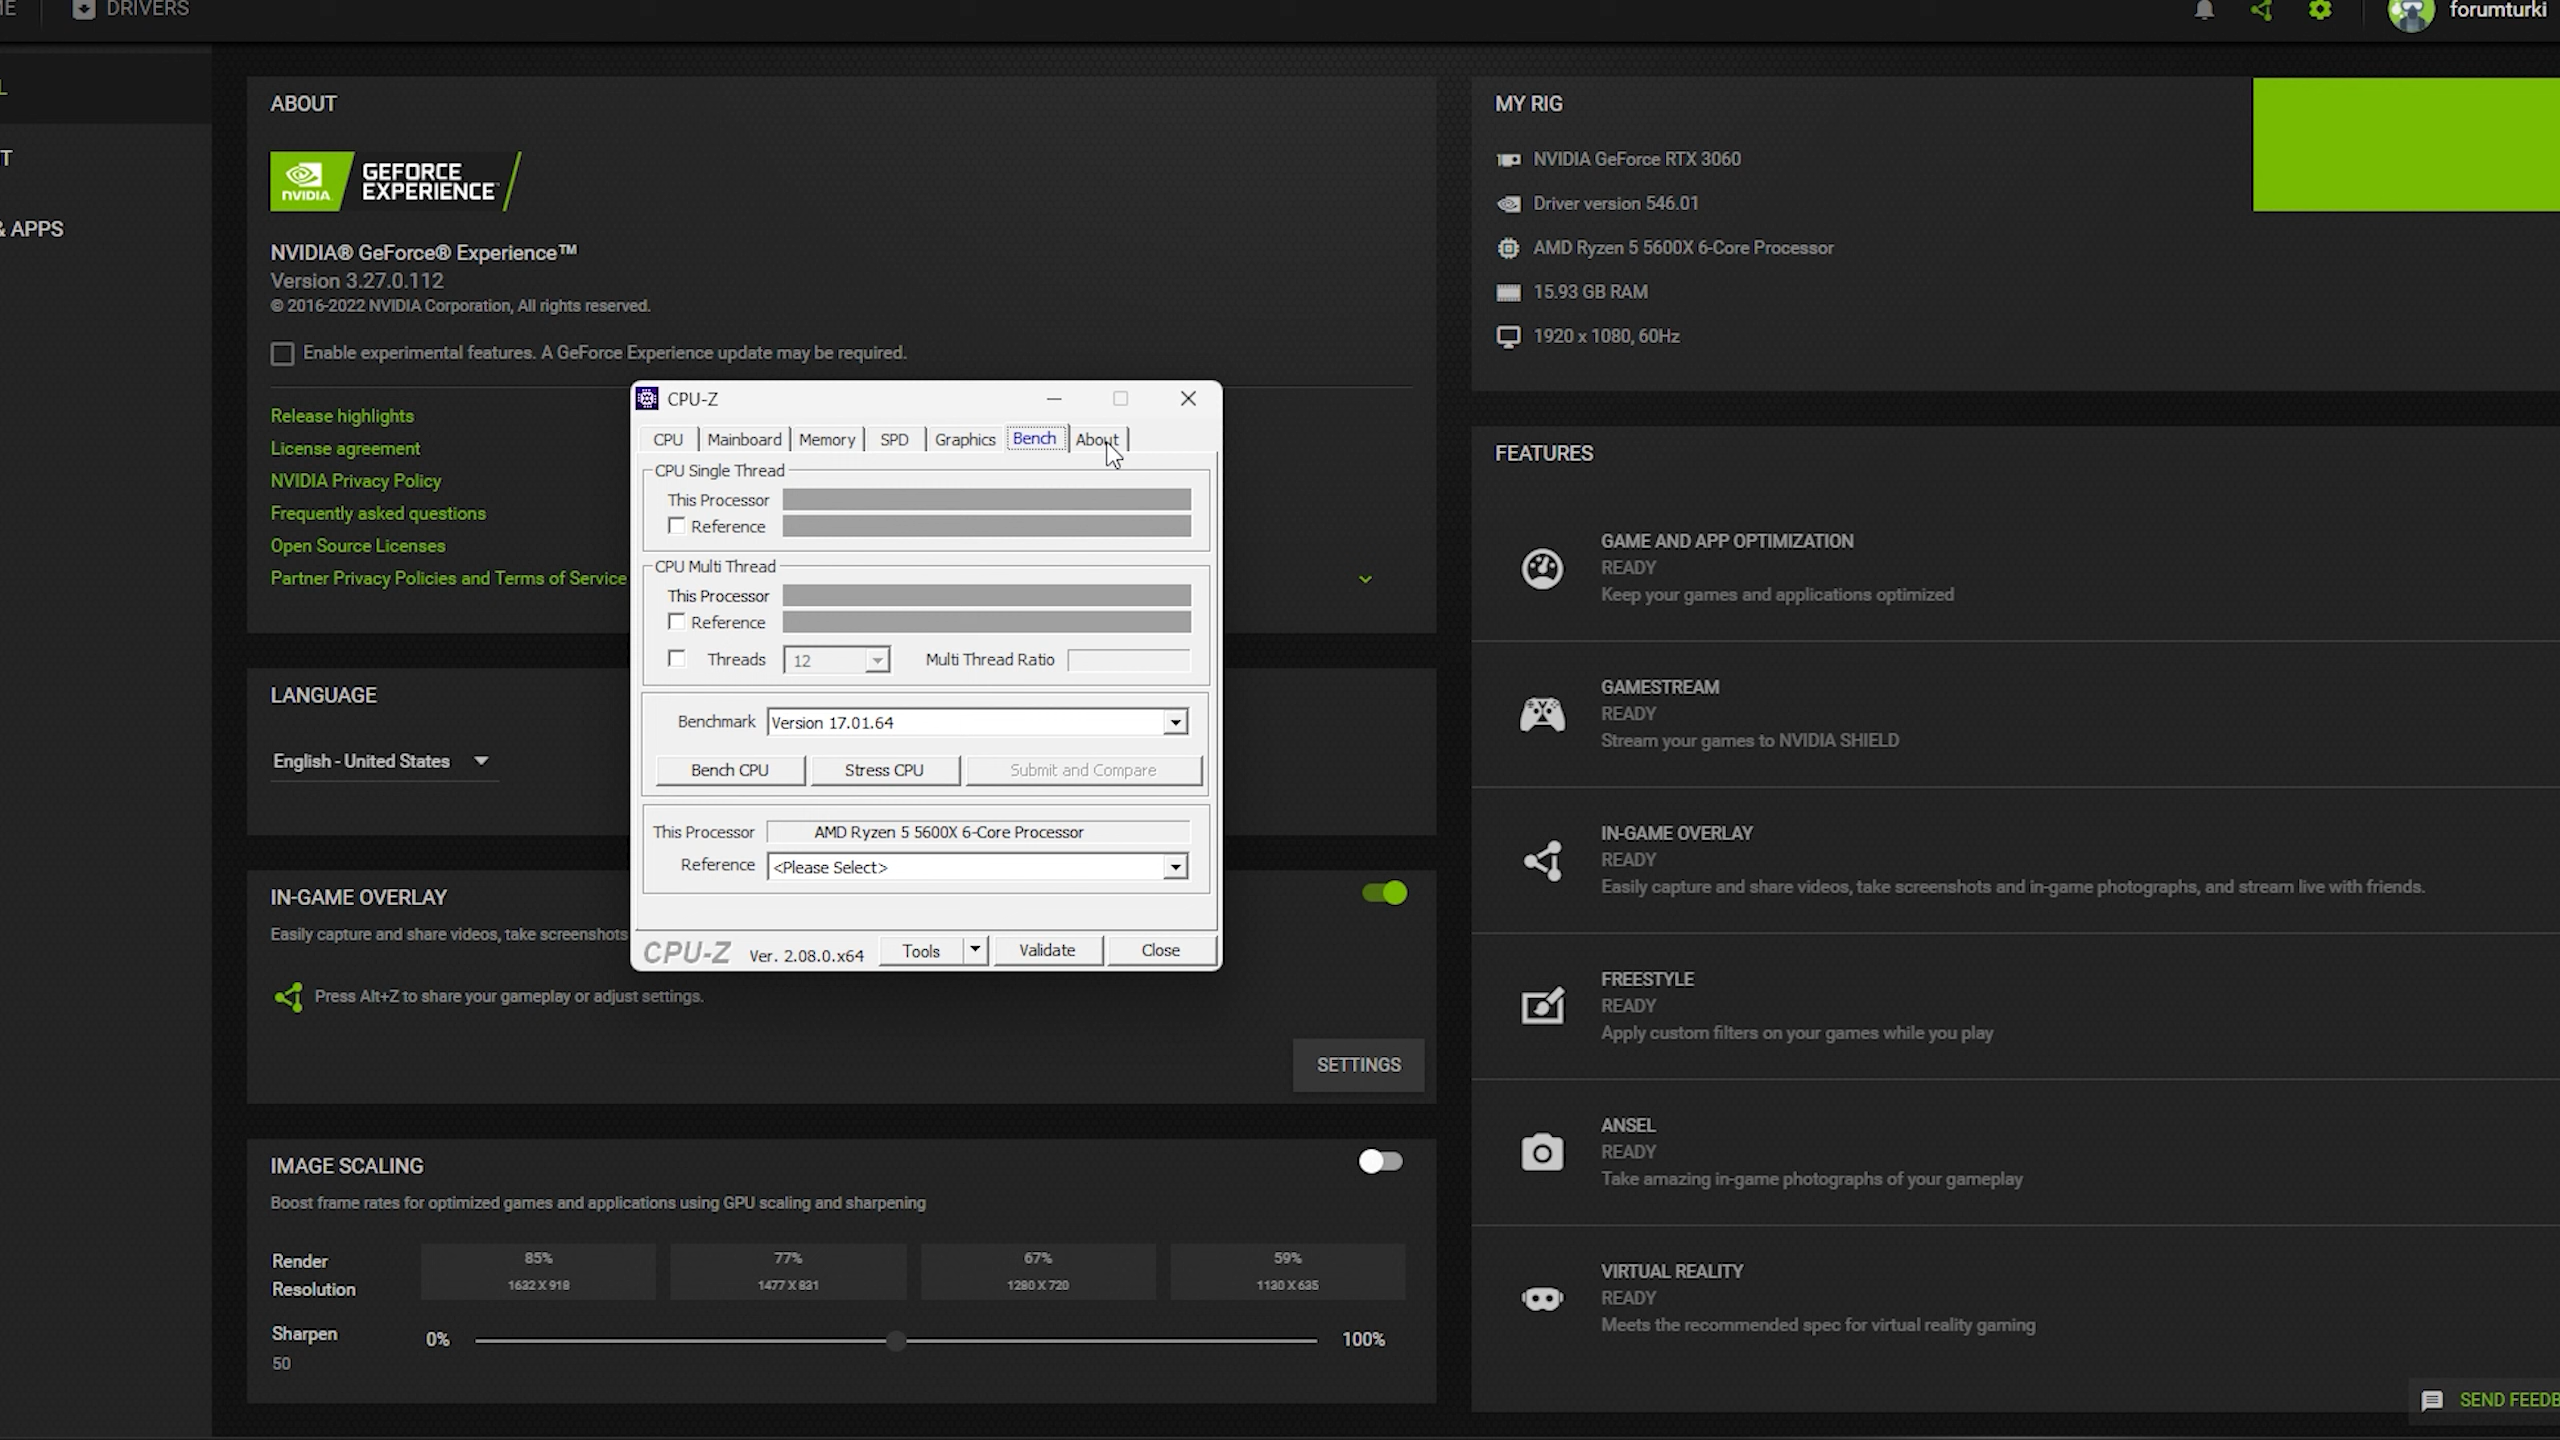 DRIVERS
forumturki
& APPS
ABOUT
NVIDIA
GEFORCE
EXPERIENCE
NVIDIA® GeForce® Experience™
Version 3.27.0.112
© 2016-2022 NVIDIA Corporation, All rights reserved.
Enable experimental features. A GeForce Experience update may be required.
Release highlights
License agreement
NVIDIA Privacy Policy
Frequently asked questions
Open Source Licenses
Partner Privacy Policies and Terms of Service
LANGUAGE
English - United States
IN-GAME OVERLAY
Easily capture and share videos, take screenshots
Press Alt+Z to share your gameplay or adjust settings.
SETTINGS
IMAGE SCALING
Boost frame rates for optimized games and applications using GPU scaling and sharpening
Render
Resolution
85%
1632 X 918
77%
1477 X 831
67%
1280 X 720
59%
1130 X 635
Sharpen
50
0%
100%
CPU-Z
CPU Mainboard Memory SPD Graphics Bench About
CPU Single Thread
This Processor
Reference
CPU Multi Thread
This Processor
Reference
Threads 12 Multi Thread Ratio
Benchmark Version 17.01.64
Bench CPU Stress CPU Submit and Compare
This Processor AMD Ryzen 5 5600X 6-Core Processor
Reference <Please Select>
CPU-Z Ver. 2.08.0.x64 Tools Validate Close
MY RIG
NVIDIA GeForce RTX 3060
Driver version 546.01
AMD Ryzen 5 5600X 6-Core Processor
15.93 GB RAM
1920 x 1080, 60Hz
FEATURES
GAME AND APP OPTIMIZATION
READY
Keep your games and applications optimized
GAMESTREAM
READY
Stream your games to NVIDIA SHIELD
IN-GAME OVERLAY
READY
Easily capture and share videos, take screenshots and in-game photographs, and stream live with friends.
FREESTYLE
READY
Apply custom filters on your games while you play
ANSEL
READY
Take amazing in-game photographs of your gameplay
VIRTUAL REALITY
READY
Meets the recommended spec for virtual reality gaming
SEND FEEDB